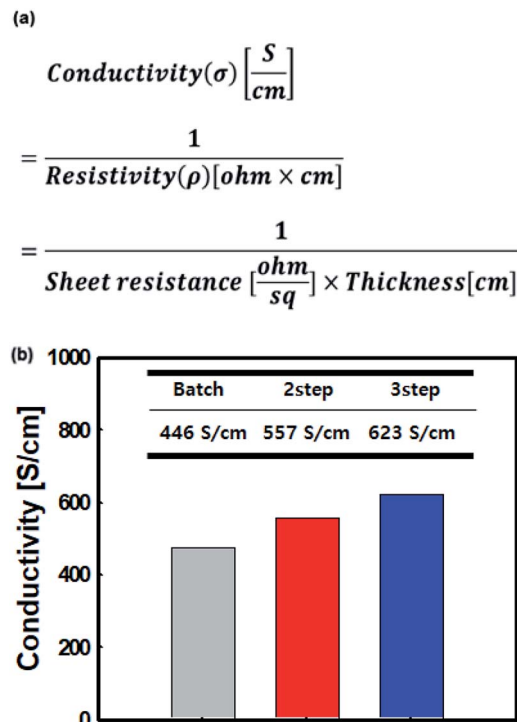 (a)
Conductivity(σ) [S/cm]
= 1 / Resistivity(ρ)[ohm × cm]
= 1 / Sheet resistance [ohm/sq] × Thickness[cm]
(b)
Conductivity [S/cm]
1000
800
600
400
200
0
Batch 2step 3step
446 S/cm 557 S/cm 623 S/cm